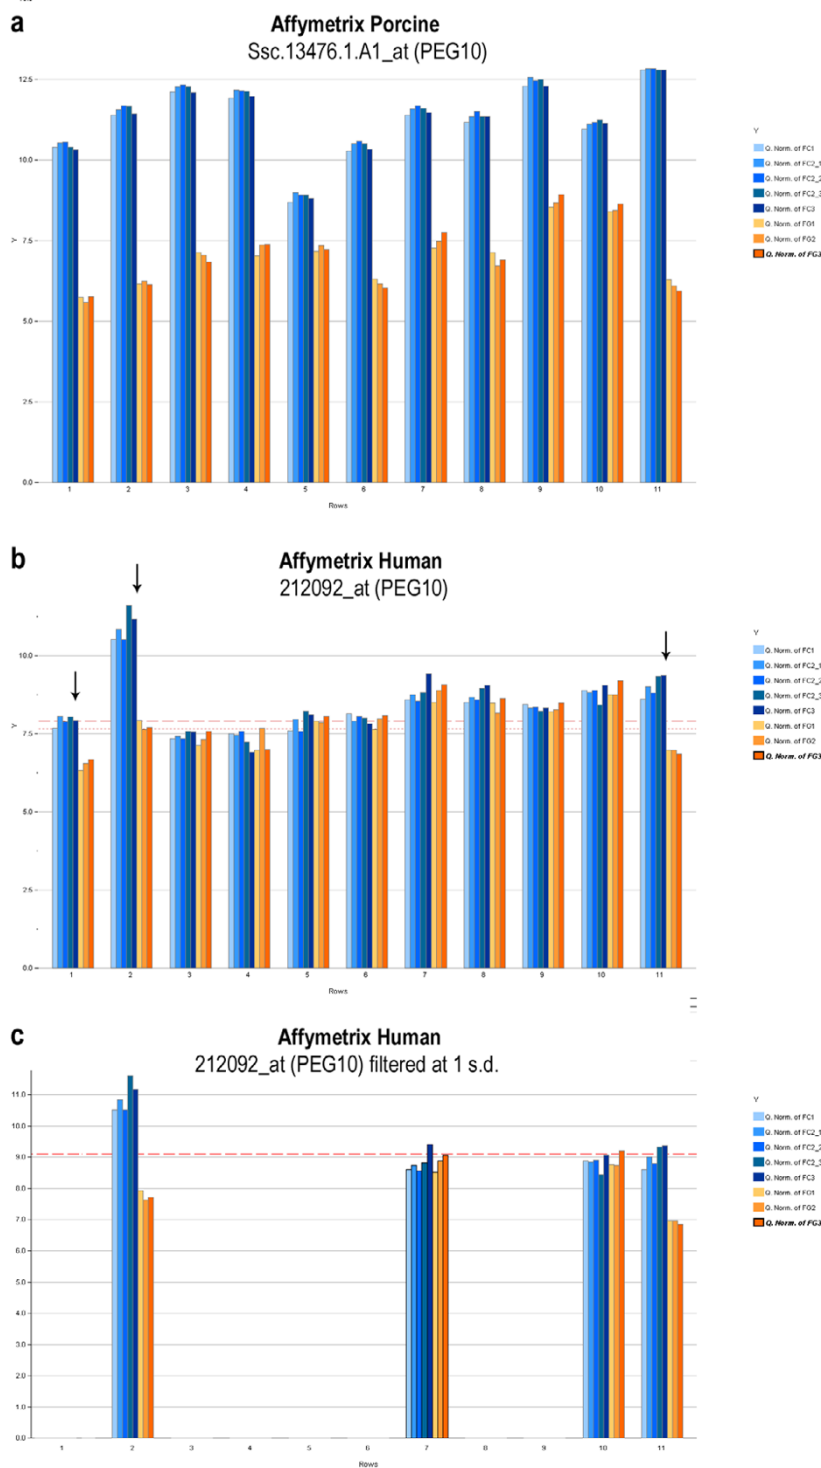 a
Affymetrix Porcine
Ssc.13476.1.A1_at (PEG10)
12.5
10.0
7.5
5.0
2.5
0.0
Y
1 2 3 4 5 6 7 8 9 10 11
Rows
Y
Q. Norm. of FC1
Q. Norm. of FC2_1
Q. Norm. of FC2_2
Q. Norm. of FC2_3
Q. Norm. of FC3
Q. Norm. of FG1
Q. Norm. of FG2
Q. Norm. of FG3
b
Affymetrix Human
212092_at (PEG10)
10.0
7.5
5.0
2.5
0.0
Y
1 2 3 4 5 6 7 8 9 10 11
Rows
Y
Q. Norm. of FC1
Q. Norm. of FC2_1
Q. Norm. of FC2_2
Q. Norm. of FC2_3
Q. Norm. of FC3
Q. Norm. of FG1
Q. Norm. of FG2
Q. Norm. of FG3
c
Affymetrix Human
212092_at (PEG10) filtered at 1 s.d.
11.0
10.0
9.0
8.0
7.0
6.0
5.0
4.0
3.0
2.0
1.0
0.0
1 2 3 4 5 6 7 8 9 10 11
Rows
Y
Q. Norm. of FC1
Q. Norm. of FC2_1
Q. Norm. of FC2_2
Q. Norm. of FC2_3
Q. Norm. of FC3
Q. Norm. of FG1
Q. Norm. of FG2
Q. Norm. of FG3